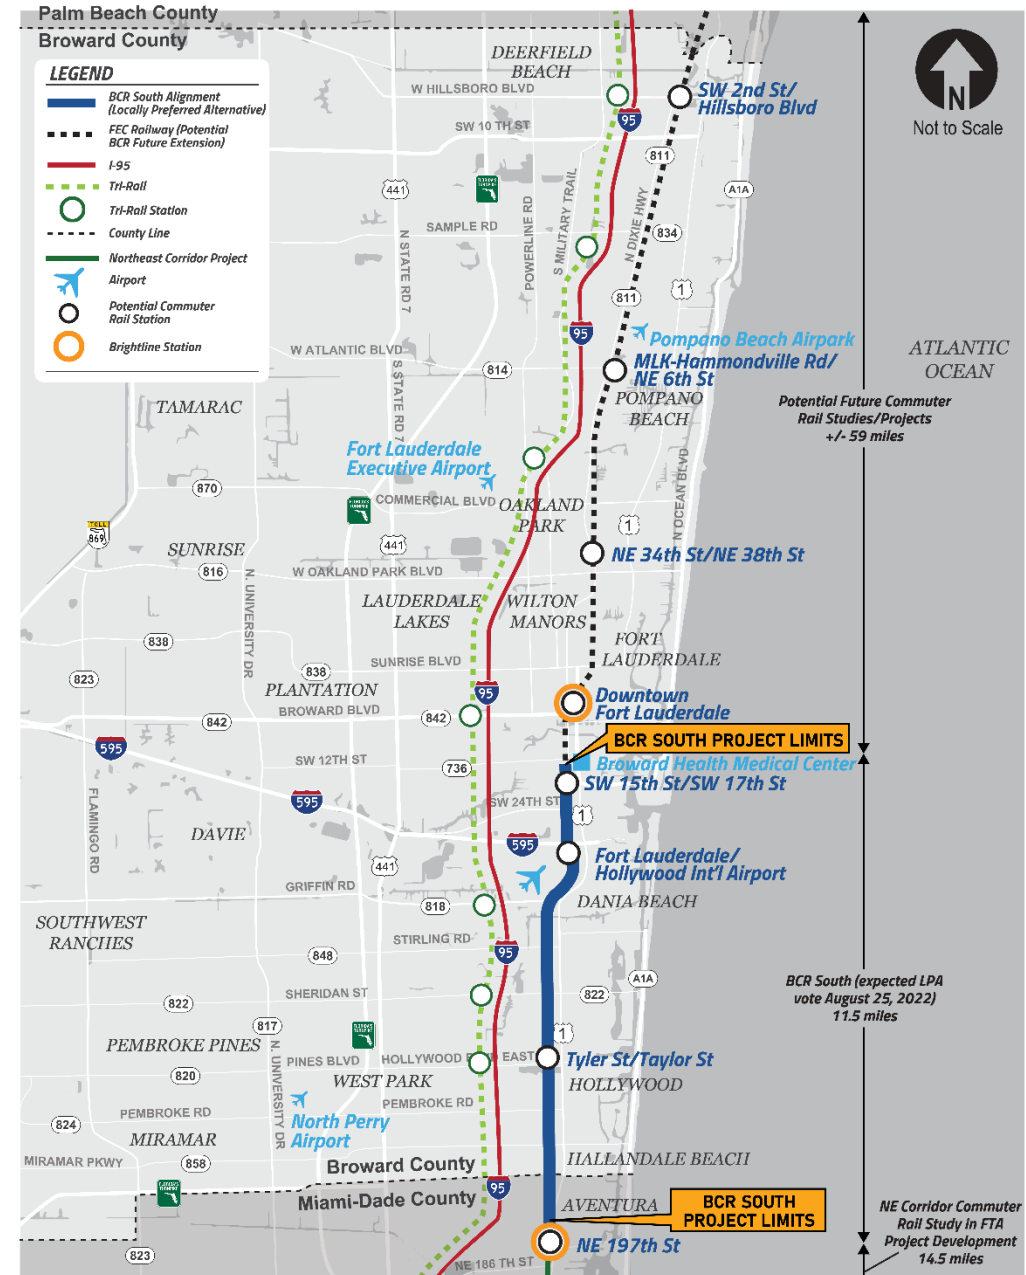 Palm Beach County
Broward County
LEGEND
BCR South Alignment
(Locally Preferred Alternative)
FEC Railway (Potential
BCR Future Extension)
I-95
Tri-Rail
Tri-Rail Station
County Line
Northeast Corridor Project
Airport
Potential Commuter
Rail Station
Brightline Station
N
Not to Scale
DEERFIELD
BEACH
W HILLSBORO BLVD
SW 2nd St/
Hillsboro Blvd
95
SW 10 TH ST
811
441
A1A
POWERLINE RD
S MILITARY TRAIL
N DIXIE HWY
SAMPLE RD
834
N STATE RD 7
1
811
95
Pompano Beach Airpark
W ATLANTIC BLVD
MLK-Hammondville Rd/
NE 6th St
814
S STATE RD 7
POMPANO
BEACH
ATLANTIC
OCEAN
Potential Future Commuter
Rail Studies/Projects
+/- 59 miles
TAMARAC
Fort Lauderdale
Executive Airport
870
COMMERCIAL BLVD
OAKLAND
PARK
N OCEAN BLVD
TOLL
869
1
441
SUNRISE
816
W OAKLAND PARK BLVD
NE 34th St/NE 38th St
N. UNIVERSITY DR
LAUDERDALE
LAKES
WILTON
MANORS
838
FORT
LAUDERDALE
SUNRISE BLVD
838
823
PLANTATION
95
BROWARD BLVD
Downtown
Fort Lauderdale
842
842
BCR SOUTH PROJECT LIMITS
595
SW 12TH ST
736
Broward Health Medical Center
SW 15th St/SW 17th St
FLAMINGO RD
595
SW 24TH ST
1
DAVIE
595
441
Fort Lauderdale/
Hollywood Int'l Airport
GRIFFIN RD
818
DANIA BEACH
SOUTHWEST
RANCHES
STIRLING RD
848
95
A1A
BCR South (expected LPA
vote August 25, 2022)
11.5 miles
SHERIDAN ST
822
822
817
1
PEMBROKE PINES
N. UNIVERSITY DR
PINES BLVD
HOLLYWOOD
EAST
Tyler St/Taylor St
820
WEST PARK
HOLLYWOOD
PEMBROKE RD
PEMBROKE RD
North Perry
Airport
824
MIRAMAR
MIRAMAR PKWY
858
Broward County
HALLANDALE BEACH
95
Miami-Dade County
AVENTURA
BCR SOUTH
PROJECT LIMITS
NE Corridor Commuter
Rail Study in FTA
Project Development
14.5 miles
823
NE 197th St
NE 186 TH ST